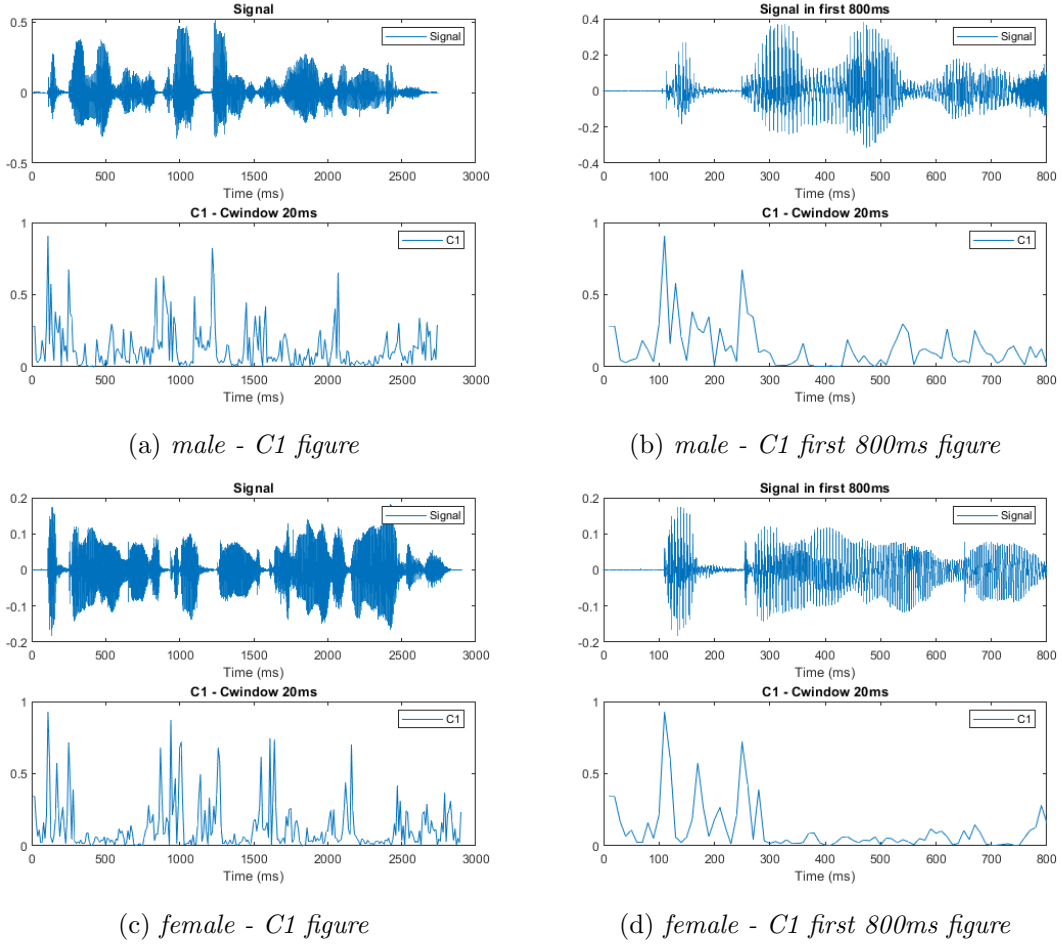 Signal
0.5
0
-0.5
Signal
0 500 1000 1500 2000 2500 3000
Time (ms)
C1 - Cwindow 20ms
1
0.5
0
C1
0 500 1000 1500 2000 2500 3000
Time (ms)
(a) male - C1 figure
Signal in first 800ms
0.4
0.2
0
-0.2
-0.4
Signal
0 100 200 300 400 500 600 700 800
Time (ms)
C1 - Cwindow 20ms
1
0.5
0
C1
0 100 200 300 400 500 600 700 800
Time (ms)
(b) male - C1 first 800ms figure
Signal
0.2
0.1
0
-0.1
-0.2
Signal
0 500 1000 1500 2000 2500 3000
Time (ms)
C1 - Cwindow 20ms
1
0.5
0
C1
0 500 1000 1500 2000 2500 3000
Time (ms)
(c) female - C1 figure
Signal in first 800ms
0.2
0.1
0
-0.1
-0.2
Signal
0 100 200 300 400 500 600 700 800
Time (ms)
C1 - Cwindow 20ms
1
0.5
0
C1
0 100 200 300 400 500 600 700 800
Time (ms)
(d) female - C1 first 800ms figure